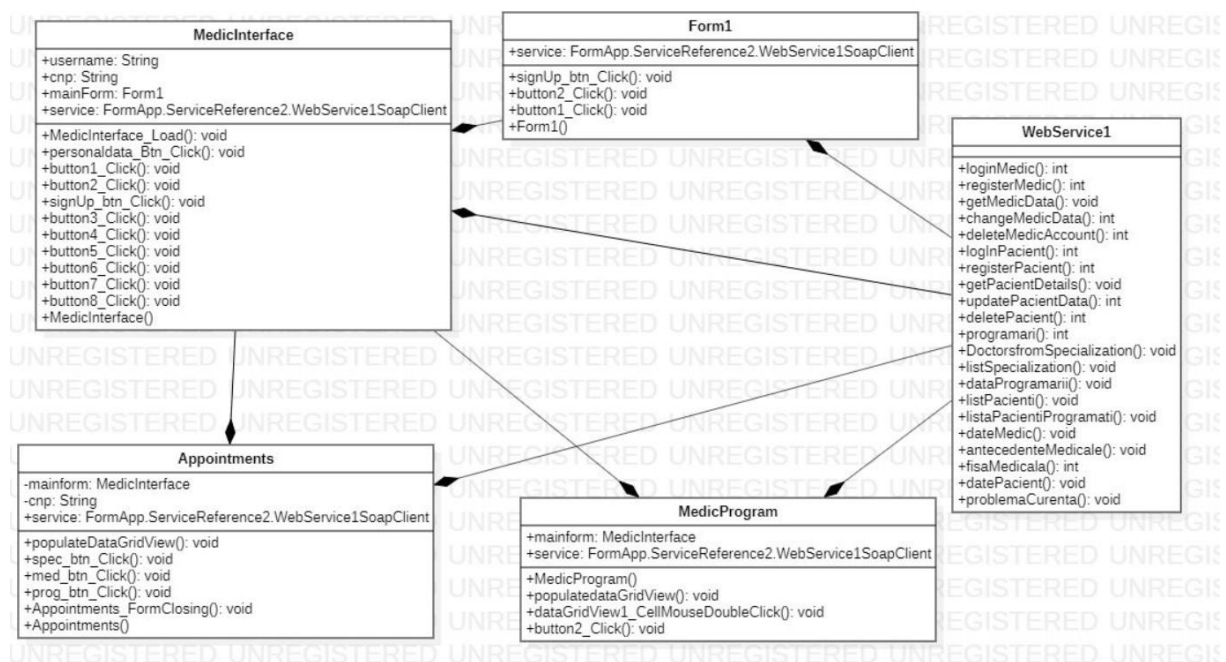 MedicInterface
+username: String
+cnp: String
+mainForm: Form1
+service: FormApp.ServiceReference2.WebService1SoapClient
+MedicInterface_Load(): void
+personaldata_Btn_Click(): void
+button1_Click(): void
+button2_Click(): void
+signUp_btn_Click(): void
+button3_Click(): void
+button4_Click(): void
+button5_Click(): void
+button6_Click(): void
+button7_Click(): void
+button8_Click(): void
+MedicInterface()
Form1
+service: FormApp.ServiceReference2.WebService1SoapClient
+signUp_btn_Click(): void
+button2_Click(): void
+button1_Click(): void
+Form1()
WebService1
+loginMedic(): int
+registerMedic(): int
+getMedicData(): void
+changeMedicData(): int
+deleteMedicAccount(): int
+logInPacient(): int
+registerPacient(): int
+getPacientDetails(): void
+updatePacientData(): int
+deletePacient(): int
+programari(): int
+DoctorsfromSpecialization(): void
+listSpecialization(): void
+dataProgramarii(): void
+listPacienti(): void
+listaPacientiProgramati(): void
+dateMedic(): void
+antecedenteMedicale(): void
+fisaMedicala(): int
+datePacient(): void
+problemaCurenta(): void
Appointments
-mainform: MedicInterface
-cnp: String
+service: FormApp.ServiceReference2.WebService1SoapClient
+populateDataGridView(): void
+spec_btn_Click(): void
+med_btn_Click(): void
+prog_btn_Click(): void
+Appointments_FormClosing(): void
+Appointments()
MedicProgram
+mainform: MedicInterface
+service: FormApp.ServiceReference2.WebService1SoapClient
+MedicProgram()
+populatedataGridView(): void
+dataGridView1_CellMouseDoubleClick(): void
+button2_Click(): void
UNREGISTERED UNREGISTERED UNREGISTERED UNREGISTERED